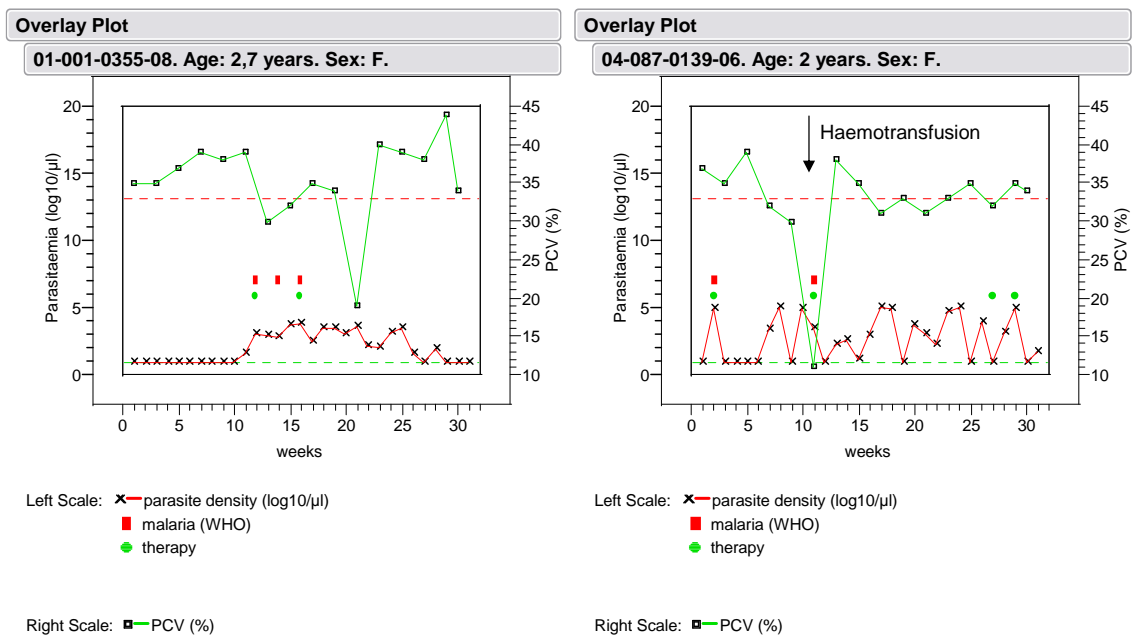 Overlay Plot
01-001-0355-08. Age: 2,7 years. Sex: F.
20
15
10
5
0
Parasitaemia (log10/µl)
45
40
35
30
25
20
15
10
PCV (%)
0 5 10 15 20 25 30
weeks
Left Scale: parasite density (log10/µl)
malaria (WHO)
therapy
Right Scale: PCV (%)
Overlay Plot
04-087-0139-06. Age: 2 years. Sex: F.
Haemotransfusion
20
15
10
5
0
Parasitaemia (log10/µl)
45
40
35
30
25
20
15
10
PCV (%)
0 5 10 15 20 25 30
weeks
Left Scale: parasite density (log10/µl)
malaria (WHO)
therapy
Right Scale: PCV (%)